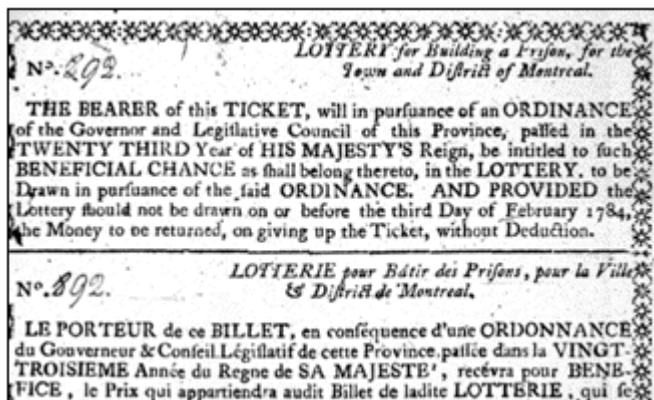 LOTTERY for Building a Priſon, for the
Nº. 292. Town and Diſtrict of Montreal.
THE BEARER of this TICKET, will in purſuance of an ORDINANCE
of the Governor and Legiſlative Council of this Province, paſſed in the
TWENTY THIRD Year of HIS MAJESTY'S Reign, be intitled to ſuch
BENEFICIAL CHANCE as ſhall belong thereto, in the LOTTERY. to be
Drawn in purſuance of the ſaid ORDINANCE. AND PROVIDED the
Lottery ſhould not be drawn on or before the third Day of February 1784,
the Money to be returned, on giving up the Ticket, without Deduction.
LOTTERIE pour Bâtir des Priſons, pour la Ville
Nº. 892. & Diſtrict de Montreal.
LE PORTEUR de ce BILLET, en conſéquence d'une ORDONNANCE
du Gouverneur & Conſeil Légiſlatif de cette Province, paſſée dans la VINGT-
TROISIEME Année du Regne de SA MAJESTE', recévra pour BENE-
FICE, le Prix qui appartiendra audit Billet de ladite LOTTERIE, qui ſe